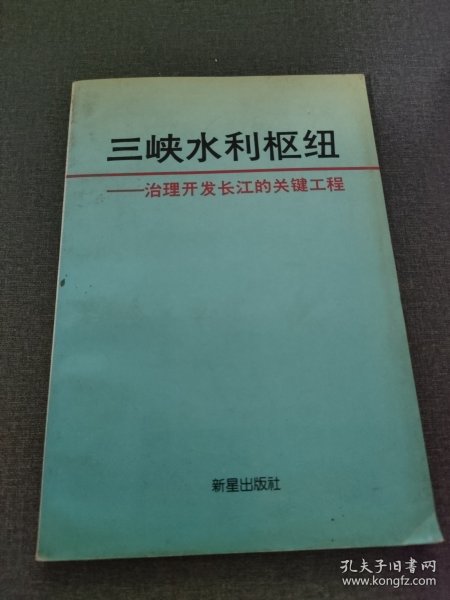 三峡水利枢纽
——治理开发长江的关键工程
新星出版社
孔夫子旧书网
www.kongfz.com